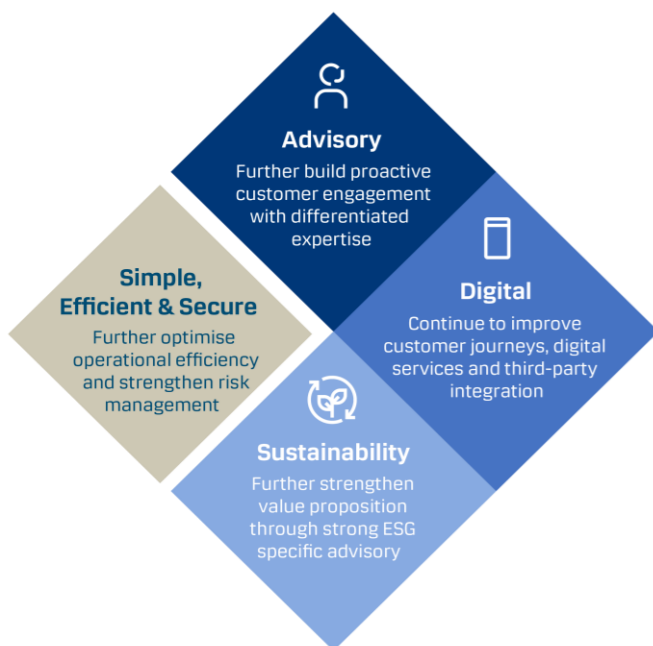 Advisory
Further build proactive
customer engagement
with differentiated
expertise
Simple,
Efficient & Secure
Further optimise
operational efficiency
and strengthen risk
management
Digital
Continue to improve
customer journeys, digital
services and third-party
integration
Sustainability
Further strengthen
value proposition
through strong ESG
specific advisory